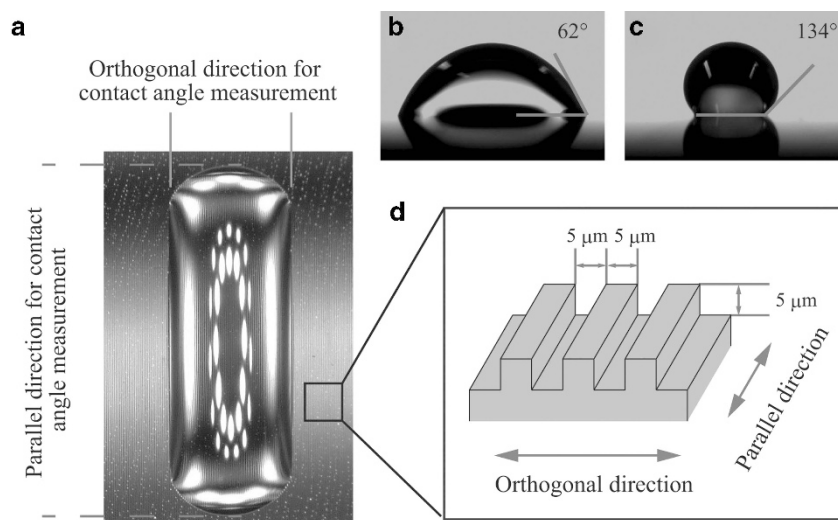 a
Orthogonal direction for
contact angle measurement
Parallel direction for contact
angle measurement
b
62°
c
134°
d
5 μm 5 μm
5 μm
Parallel direction
Orthogonal direction